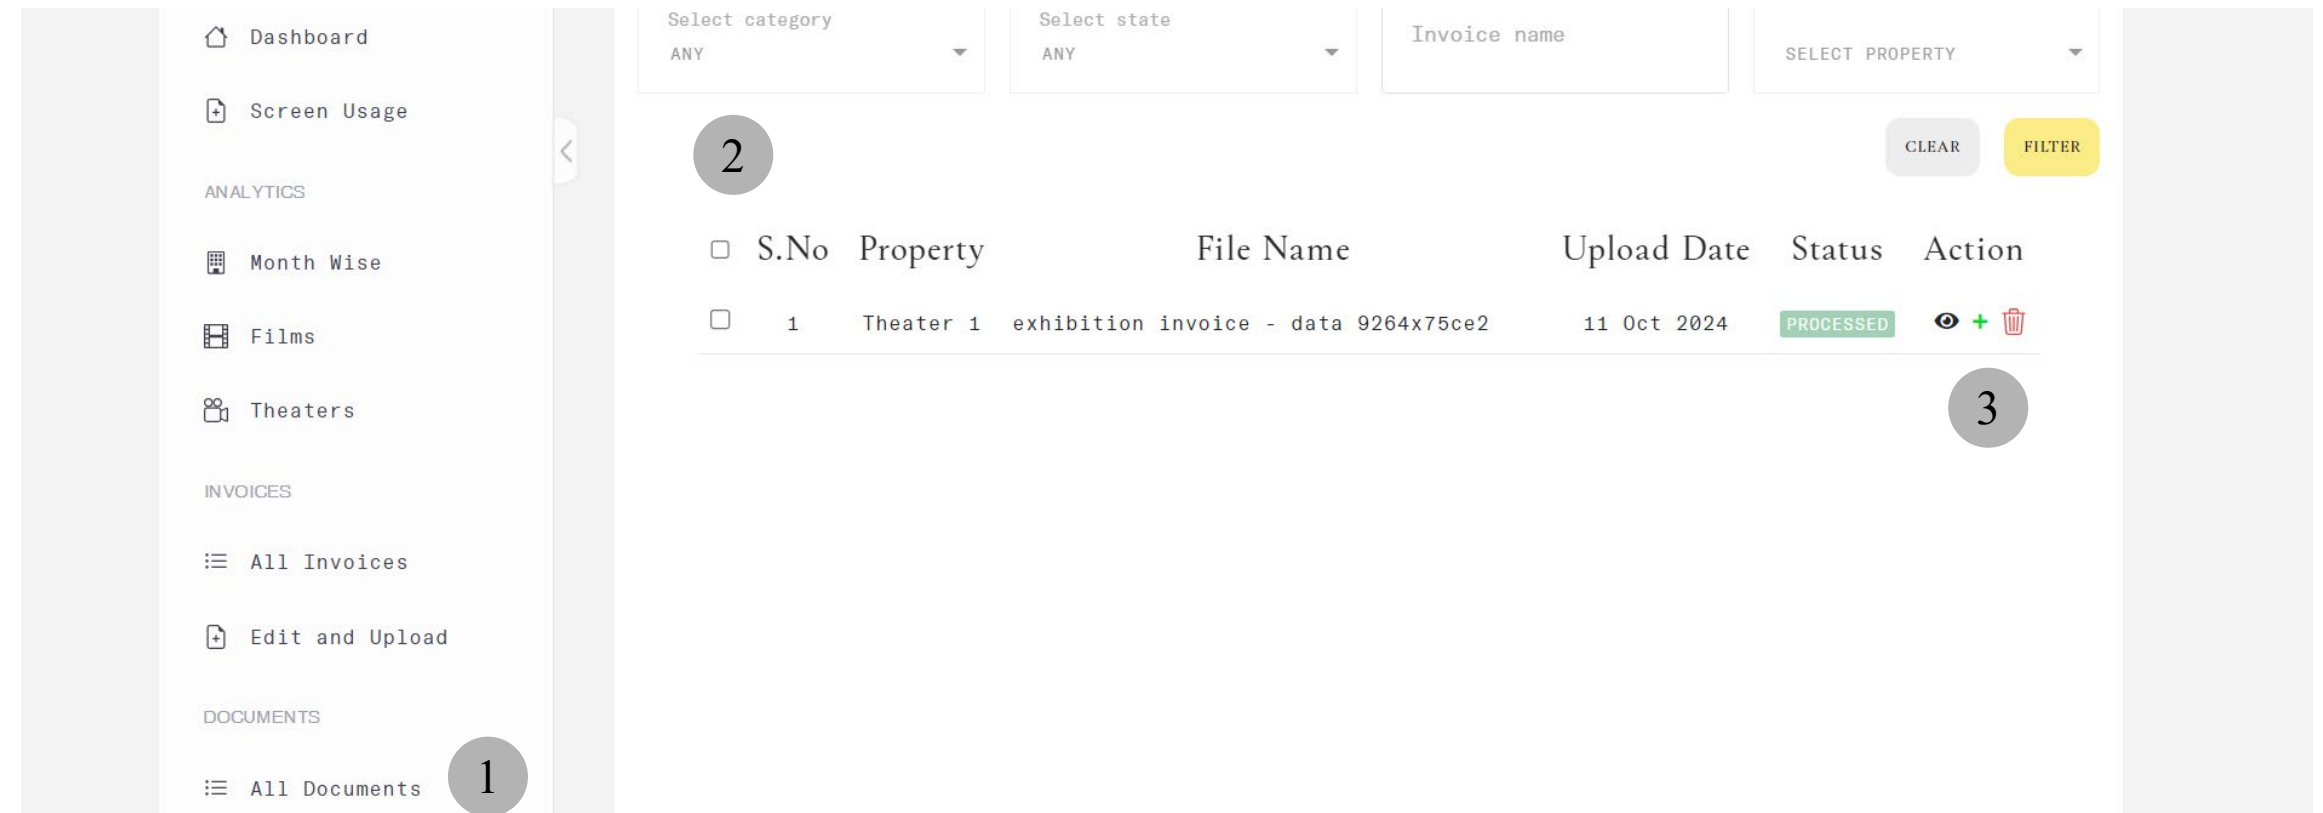 Dashboard
Screen Usage
ANALYTICS
Month Wise
Films
Theaters
INVOICES
All Invoices
Edit and Upload
DOCUMENTS
All Documents
1
Select category
ANY
Select state
ANY
Invoice name
SELECT PROPERTY
2
CLEAR
FILTER
S.No Property File Name Upload Date Status Action
1 Theater 1 exhibition invoice - data 9264x75ce2 11 Oct 2024 PROCESSED
3